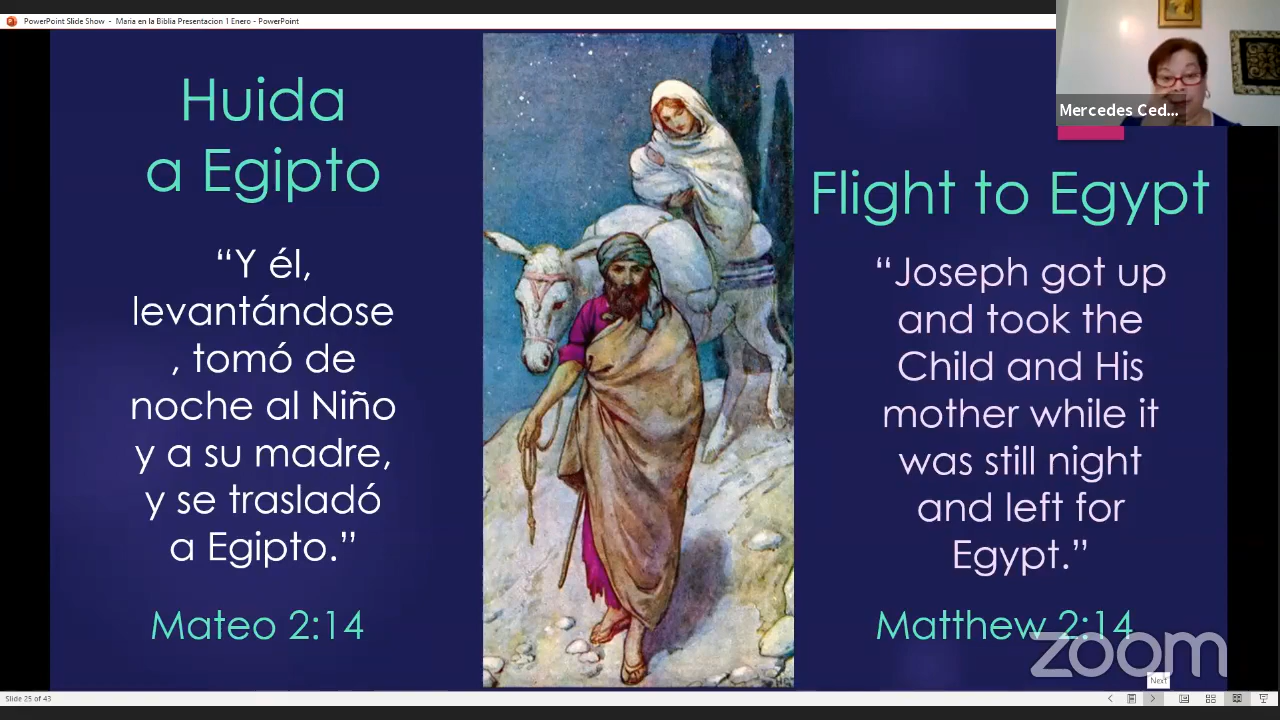 PowerPoint Slide Show - Maria en la Biblia Presentacion 1 Enero - PowerPoint
Mercedes Ced...
Huida
a Egipto
“Y él,
levantándose
, tomó de
noche al Niño
y a su madre,
y se trasladó
a Egipto.”
Mateo 2:14
Flight to Egypt
“Joseph got up
and took the
Child and His
mother while it
was still night
and left for
Egypt.”
Matthew 2:14
zoom
Next
Slide 25 of 43